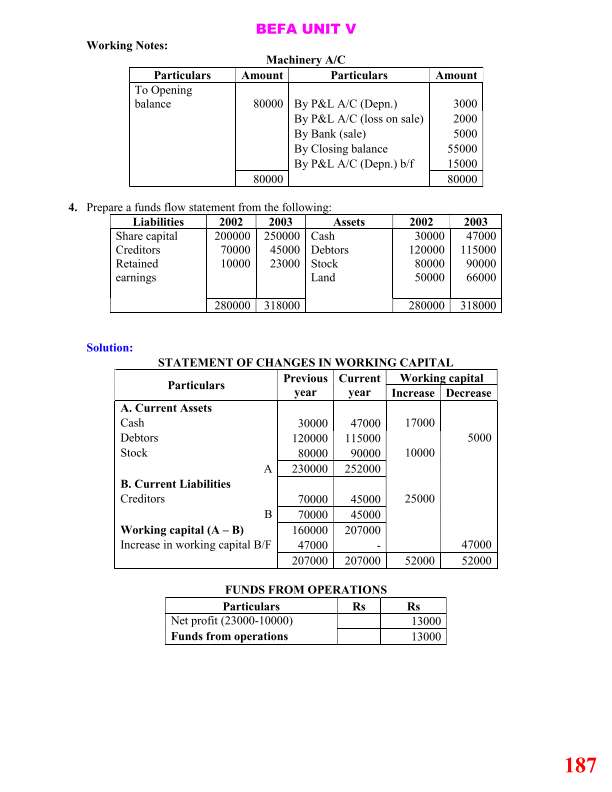 BEFA UNIT V
Working Notes:
Machinery A/C
Particulars Amount Particulars Amount
To Opening
balance 80000 By P&L A/C (Depn.) 3000
By P&L A/C (loss on sale) 2000
By Bank (sale) 5000
By Closing balance 55000
By P&L A/C (Depn.) b/f 15000
80000 80000
4. Prepare a funds flow statement from the following:
Liabilities 2002 2003 Assets 2002 2003
Share capital 200000 250000 Cash 30000 47000
Creditors 70000 45000 Debtors 120000 115000
Retained 10000 23000 Stock 80000 90000
earnings Land 50000 66000
280000 318000 280000 318000
Solution:
STATEMENT OF CHANGES IN WORKING CAPITAL
Particulars Previous Current Working capital
year year Increase Decrease
A. Current Assets
Cash 30000 47000 17000
Debtors 120000 115000 5000
Stock 80000 90000 10000
A 230000 252000
B. Current Liabilities
Creditors 70000 45000 25000
B 70000 45000
Working capital (A – B) 160000 207000
Increase in working capital B/F 47000 - 47000
207000 207000 52000 52000
FUNDS FROM OPERATIONS
Particulars Rs Rs
Net profit (23000-10000) 13000
Funds from operations 13000
187